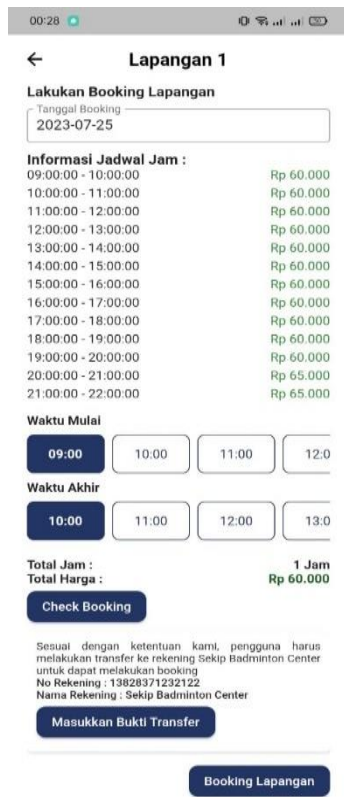 00:28
Lapangan 1
Lakukan Booking Lapangan
Tanggal Booking
2023-07-25
Informasi Jadwal Jam :
09:00:00 - 10:00:00 Rp 60.000
10:00:00 - 11:00:00 Rp 60.000
11:00:00 - 12:00:00 Rp 60.000
12:00:00 - 13:00:00 Rp 60.000
13:00:00 - 14:00:00 Rp 60.000
14:00:00 - 15:00:00 Rp 60.000
15:00:00 - 16:00:00 Rp 60.000
16:00:00 - 17:00:00 Rp 60.000
17:00:00 - 18:00:00 Rp 60.000
18:00:00 - 19:00:00 Rp 60.000
19:00:00 - 20:00:00 Rp 60.000
20:00:00 - 21:00:00 Rp 65.000
21:00:00 - 22:00:00 Rp 65.000
Waktu Mulai
09:00 10:00 11:00 12:0
Waktu Akhir
10:00 11:00 12:00 13:0
Total Jam : 1 Jam
Total Harga : Rp 60.000
Check Booking
Sesuai dengan ketentuan kami, pengguna harus
melakukan transfer ke rekening Sekip Badminton Center
untuk dapat melakukan booking
No Rekening : 13828371232122
Nama Rekening : Sekip Badminton Center
Masukkan Bukti Transfer
Booking Lapangan